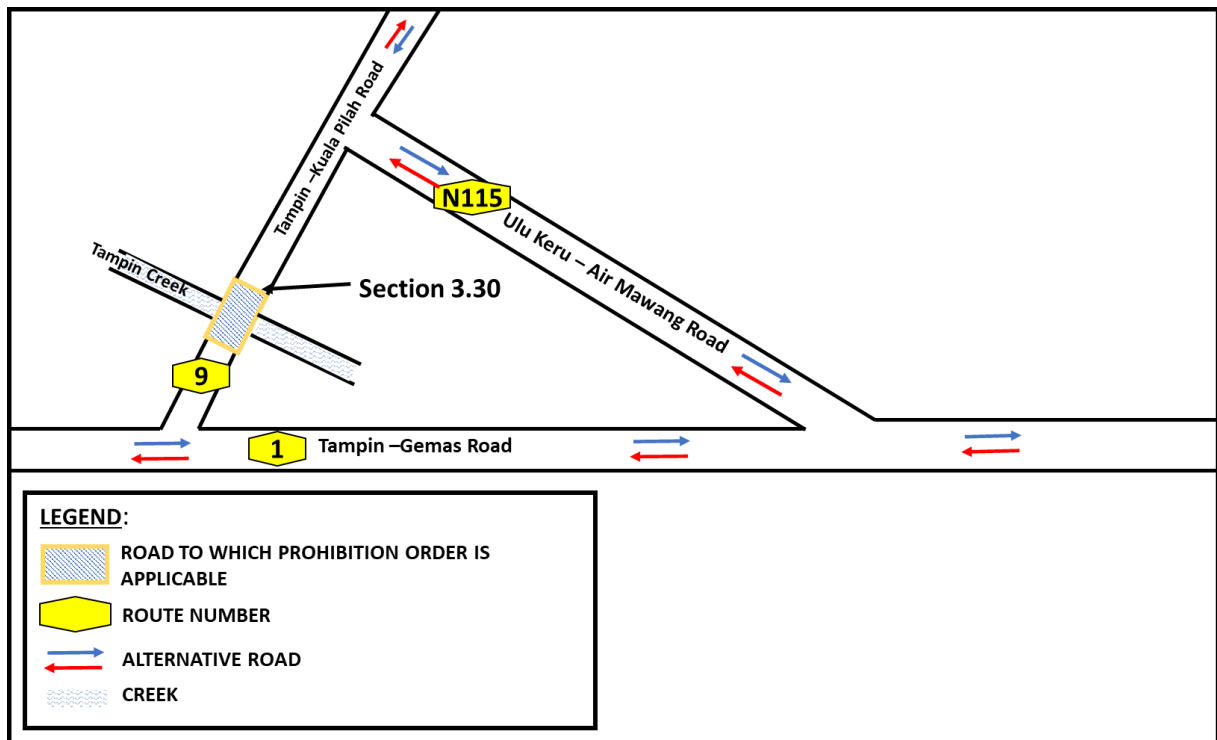 Tampin –Kuala Pilah Road
N115
Ulu Keru – Air Mawang Road
Tampin Creek
Section 3.30
9
1
Tampin –Gemas Road
LEGEND:
ROAD TO WHICH PROHIBITION ORDER IS
APPLICABLE
ROUTE NUMBER
ALTERNATIVE ROAD
CREEK